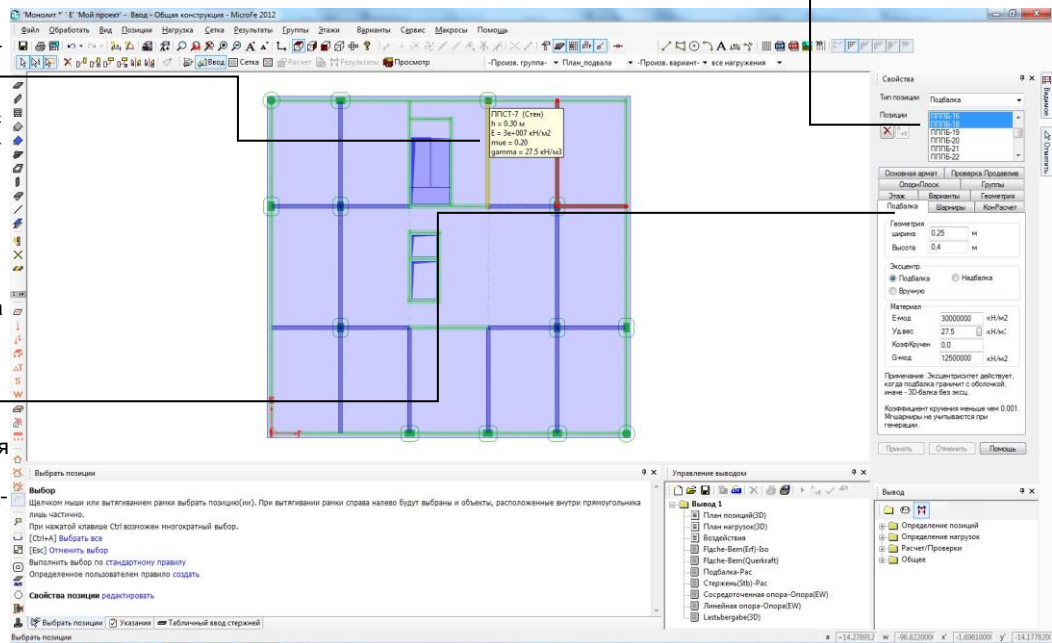 "Монолит *" ' Е' 'Мой проект' – Ввод – Общая конструкция – MicroFe 2012
Файл Обработать Вид Позиции Нагрузка Сетка Результаты Группы Этажи Варианты Сервис Макросы Помощь
Ввод Сетка Расчет Результаты Просмотр -Произв. группа- План_подвала -Произв. вариант- все нагружения
с
а
я
-
ППСТ-7 (Стен)
h = 0.30 м
E = 3e+007 кН/м2
mue = 0.20
gamma = 27.5 кН/м3
Свойства
Тип позиции Подбалка
Позиции
ПППБ-16
ПППБ-18
ПППБ-19
ПППБ-20
ПППБ-21
ПППБ-22
Основная армат Проверка Продавлив
ОпорнПлоск Группы
Этаж Варианты Геометрия
Подбалка Шарниры КонРасчет
Геометрия
ширина 0,25 м
Высота 0,4 м
Эксцентр.
Подбалка Надбалка
Вручную
Материал
Е-мод 30000000 кН/м2
Уд.вес 27.5 кН/м:
КоэфКручен 0,0
G-мод 12500000 кН/м2
Примечание: Эксцентриситет действует,
когда подбалка граничит с оболочкой,
иначе - 3D-балка без эксц.
Коэффициент кручения меньше чем 0.001.
Мт-шарниры не учитываются при
генерации.
Принять Отменить Помощь
Видимое
Отметить
Выбрать позиции
Выбор
Щелчком мыши или вытягиванием рамки выбрать позицию(ии). При вытягивании рамки справа налево будут выбраны и объекты, расположенные внутри прямоугольника
лишь частично.
При нажатой клавише Ctrl возможен многократный выбор.
[Ctrl+A] Выбрать все
[Esc] Отменить выбор
Выполнить выбор по стандартному правилу
Определенное пользователем правило создать
Свойства позиции редактировать
Выбрать позиции Указания Табличный ввод стержней
Управление выводом
Вывод 1
План позиций(3D)
План нагрузок(3D)
Воздействия
Fläche-Bem(Erf)-Iso
Fläche-Bem(Querkraft)
Подбалка-Рас
Стержень(Stb)-Рас
Сосредоточенная опора-Опора(EW)
Линейная опора-Опора(EW)
Lastübergabe(3D)
Вывод
Определение позиций
Определение нагрузок
Расчет/Проверки
Общее
Выбрать позиции